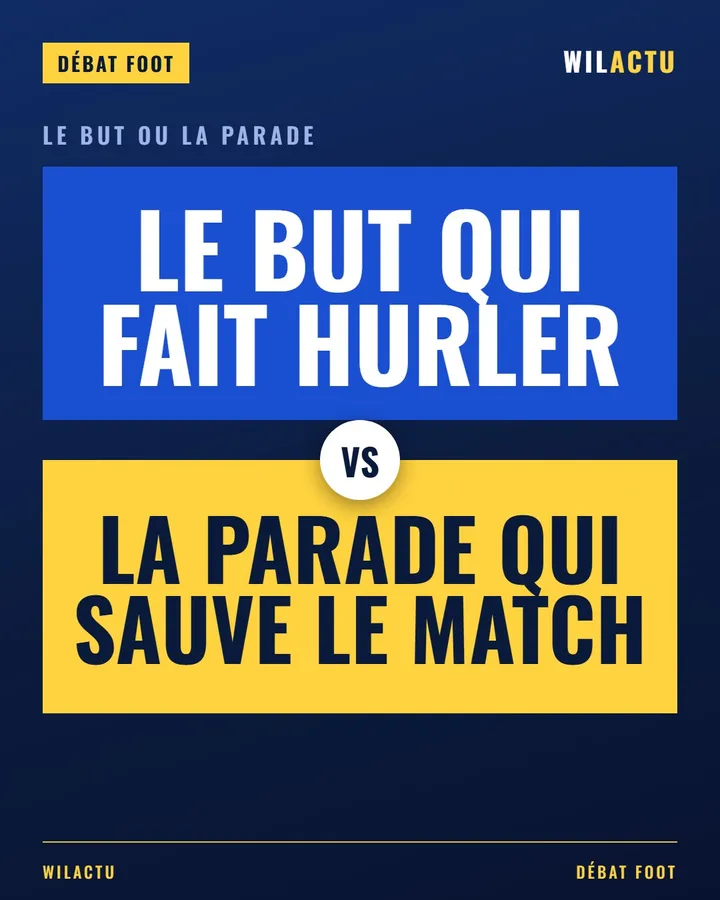 DÉBAT FOOT
WILACTU
LE BUT OU LA PARADE
LE BUT QUI
FAIT HURLER
VS
LA PARADE QUI
SAUVE LE MATCH
WILACTU
DÉBAT FOOT